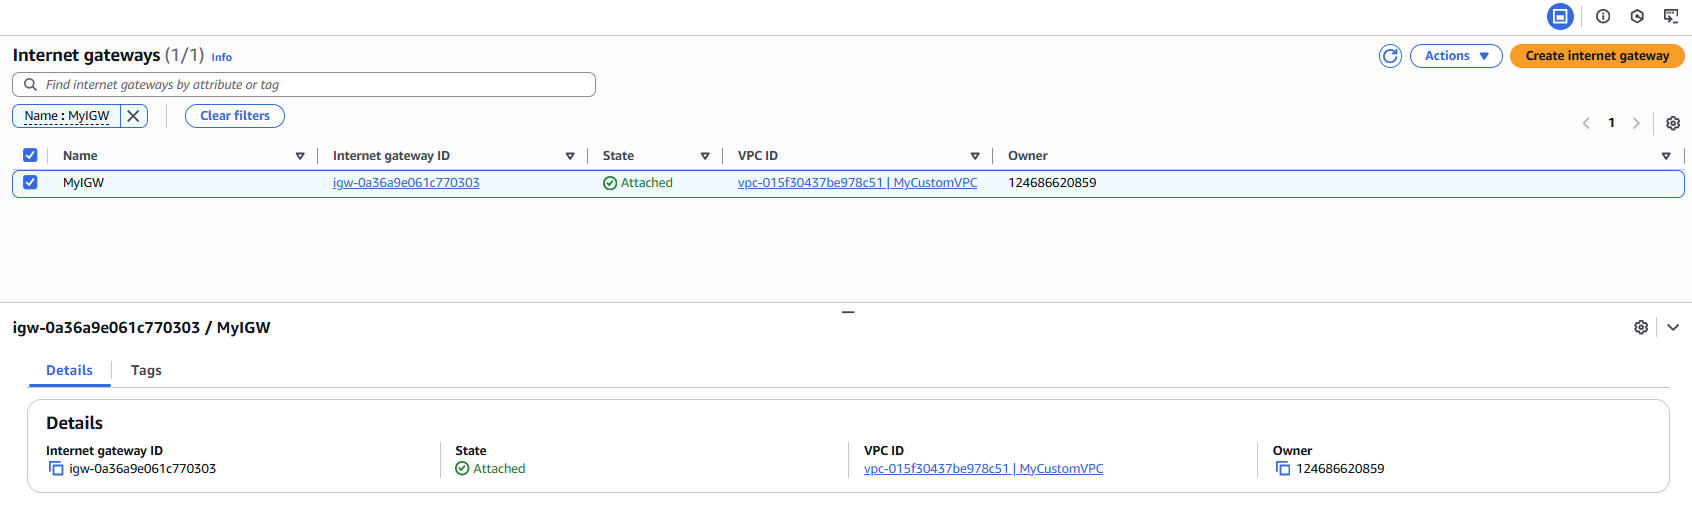 Internet gateways (1/1) Info
Actions
Create internet gateway
Find internet gateways by attribute or tag
Name : MyIGW
Clear filters
1
Name Internet gateway ID State VPC ID Owner
MyIGW igw-0a36a9e061c770303 Attached vpc-015f30437be978c51 | MyCustomVPC 124686620859
igw-0a36a9e061c770303 / MyIGW
Details Tags
Details
Internet gateway ID State VPC ID Owner
igw-0a36a9e061c770303 Attached vpc-015f30437be978c51 | MyCustomVPC 124686620859